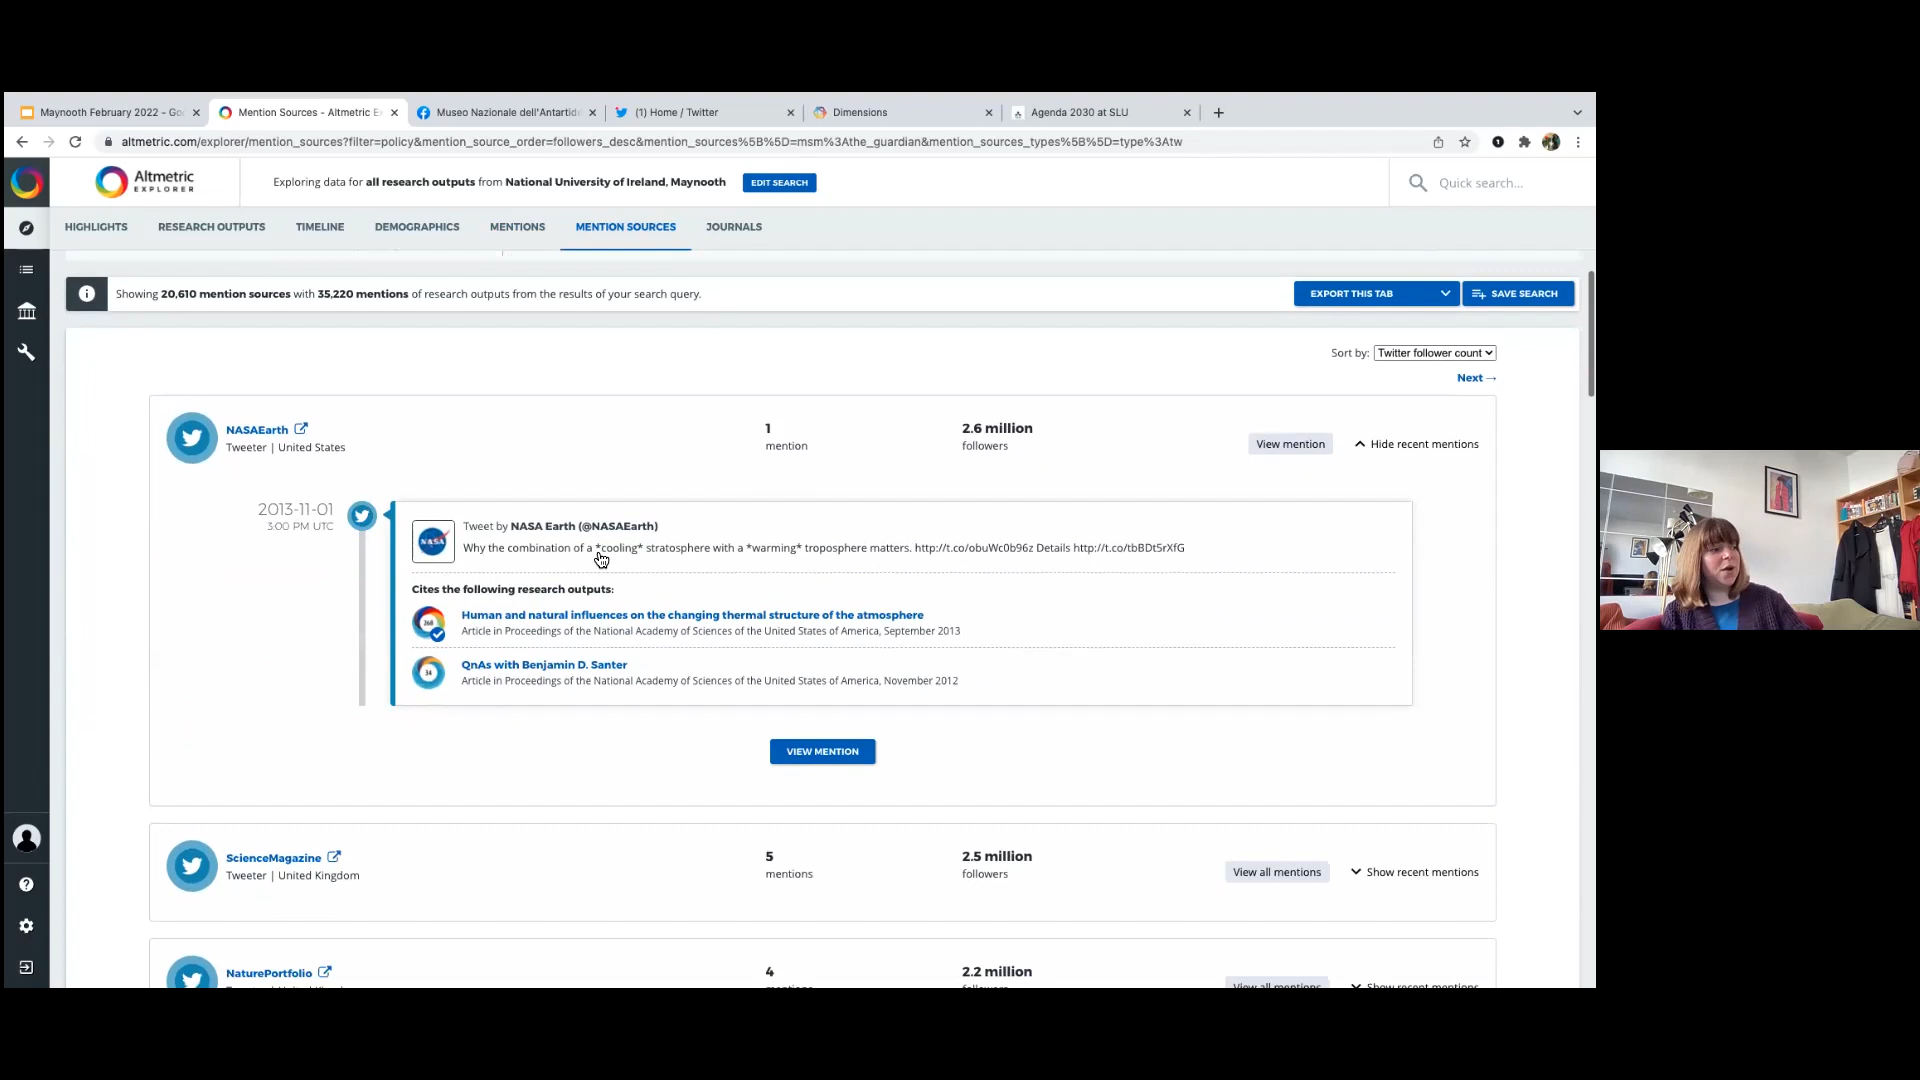 Maynooth February 2022 - Go
Mention Sources - Altmetric E
Museo Nazionale dell'Antartid
(1) Home / Twitter
Dimensions
Agenda 2030 at SLU
altmetric.com/explorer/mention_sources?filter=policy&mention_source_order=followers_desc&mention_sources%5B%5D=msm%3Athe_guardian&mention_sources_types%5B%5D=type%3Atw
Altmetric
EXPLORER
Exploring data for all research outputs from National University of Ireland, Maynooth
EDIT SEARCH
Quick search...
HIGHLIGHTS
RESEARCH OUTPUTS
TIMELINE
DEMOGRAPHICS
MENTIONS
MENTION SOURCES
JOURNALS
Showing 20,610 mention sources with 35,220 mentions of research outputs from the results of your search query.
EXPORT THIS TAB
SAVE SEARCH
Sort by: Twitter follower count
Next →
NASAEarth
Tweeter | United States
1
mention
2.6 million
followers
View mention
Hide recent mentions
2013-11-01
3:00 PM UTC
NASA
Tweet by NASA Earth (@NASAEarth)
Why the combination of a *cooling* stratosphere with a *warming* troposphere matters. http://t.co/obuWc0b96z Details http://t.co/tbBDt5rXfG
Cites the following research outputs:
268
Human and natural influences on the changing thermal structure of the atmosphere
Article in Proceedings of the National Academy of Sciences of the United States of America, September 2013
34
QnAs with Benjamin D. Santer
Article in Proceedings of the National Academy of Sciences of the United States of America, November 2012
VIEW MENTION
ScienceMagazine
Tweeter | United Kingdom
5
mentions
2.5 million
followers
View all mentions
Show recent mentions
NaturePortfolio
4
mentions
2.2 million
followers
View all mentions
Show recent mentions